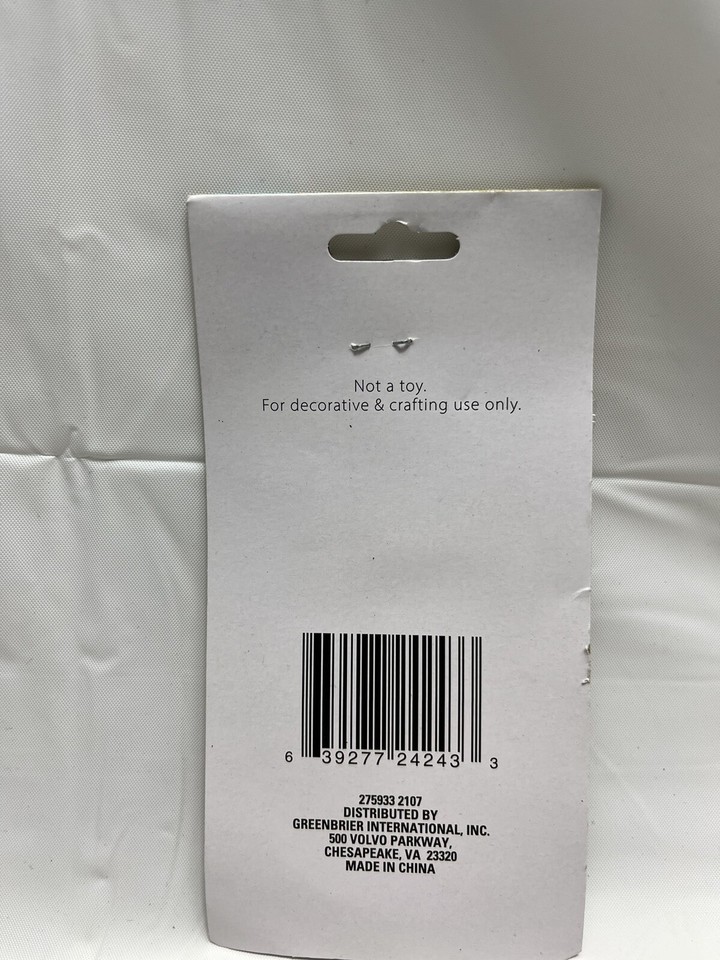 Not a toy.
For decorative & crafting use only.
6 39277 24243 3
275933 2107
DISTRIBUTED BY
GREENBRIER INTERNATIONAL, INC.
500 VOLVO PARKWAY,
CHESAPEAKE, VA 23320
MADE IN CHINA